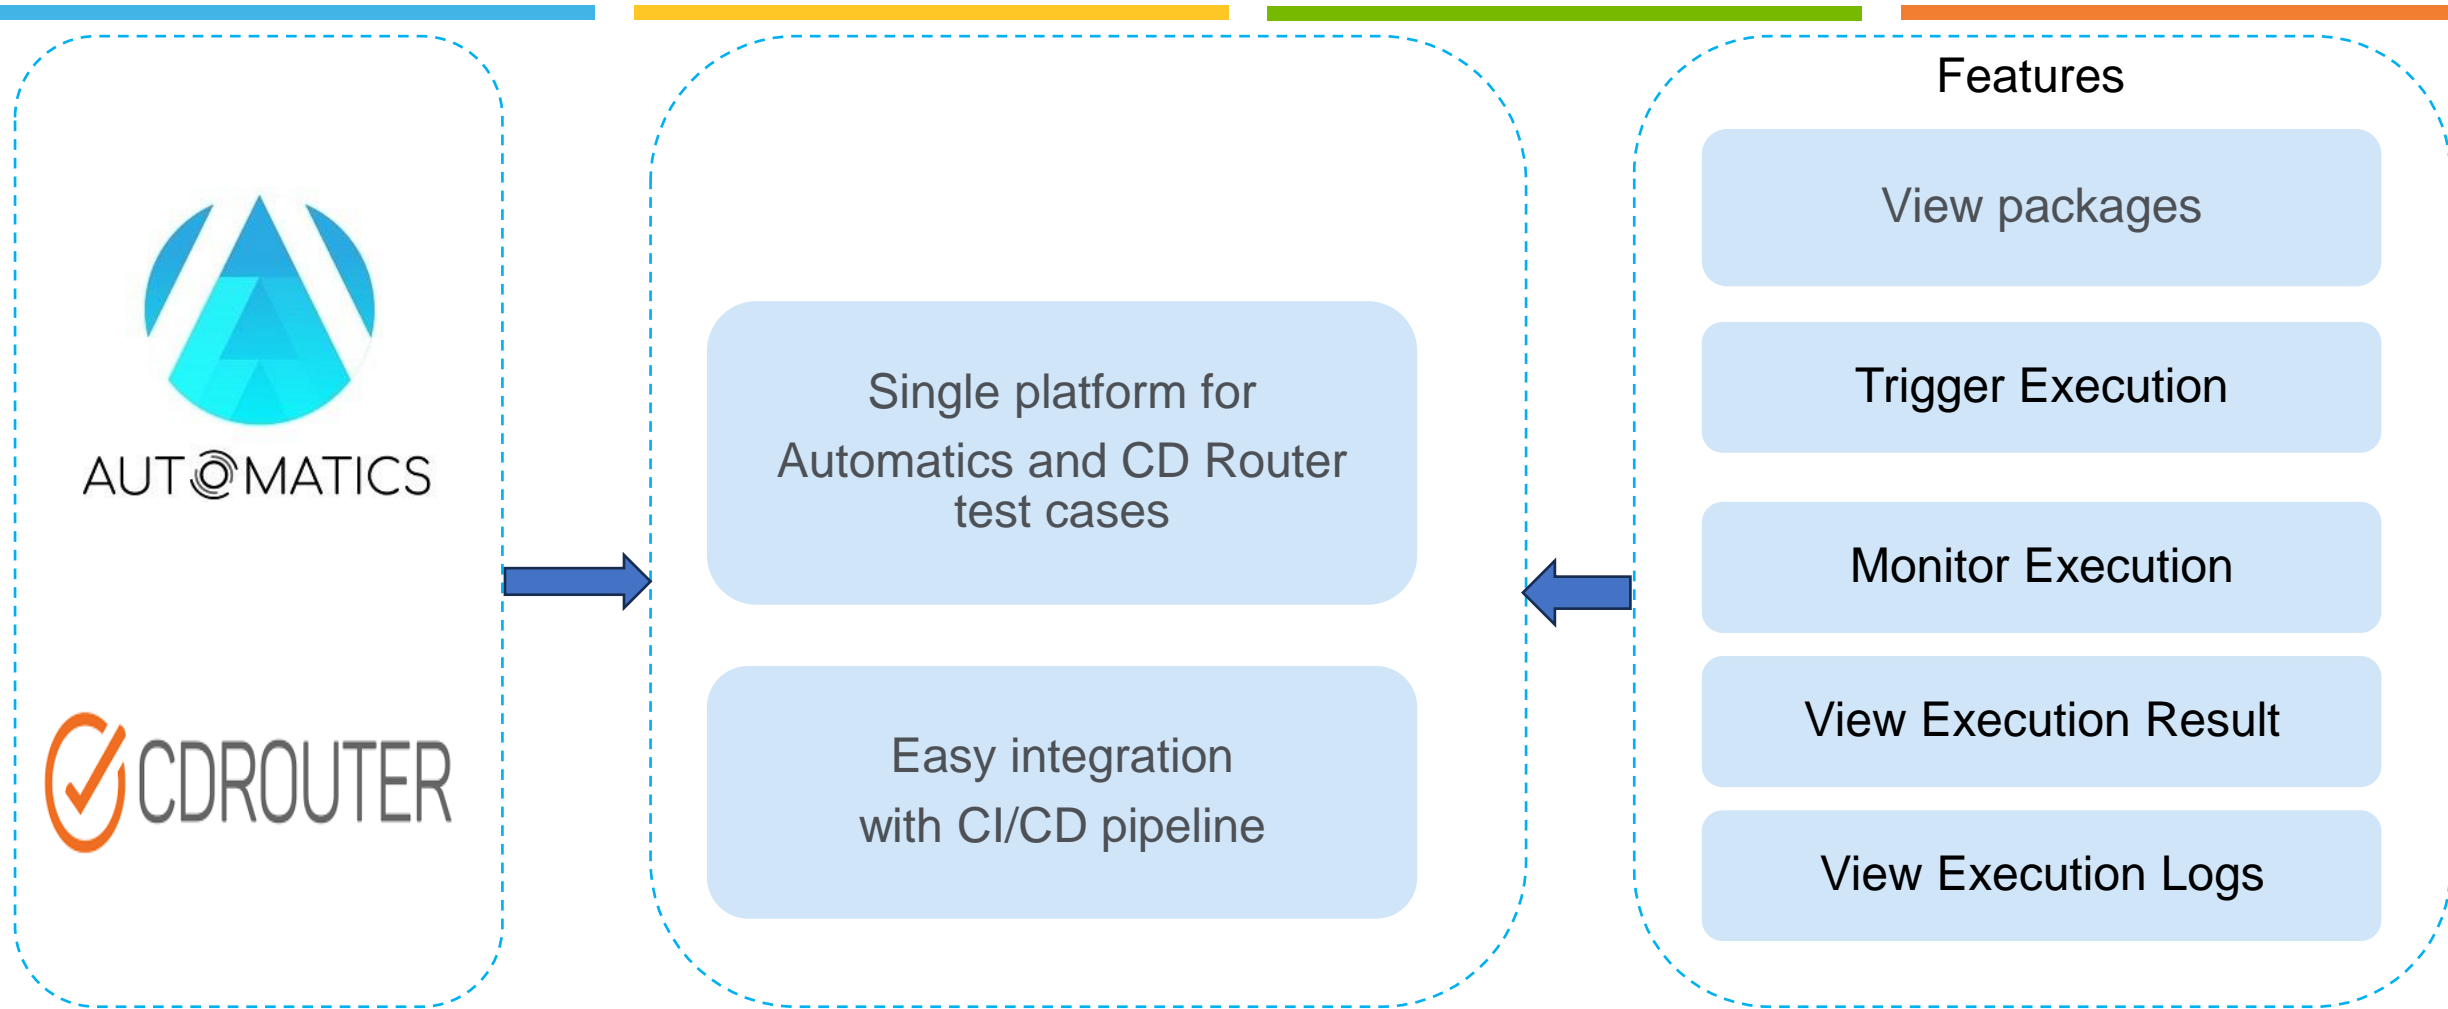 AUTOMATICS
CDROUTER
Single platform for
Automatics and CD Router
test cases
Easy integration
with CI/CD pipeline
Features
View packages
Trigger Execution
Monitor Execution
View Execution Result
View Execution Logs